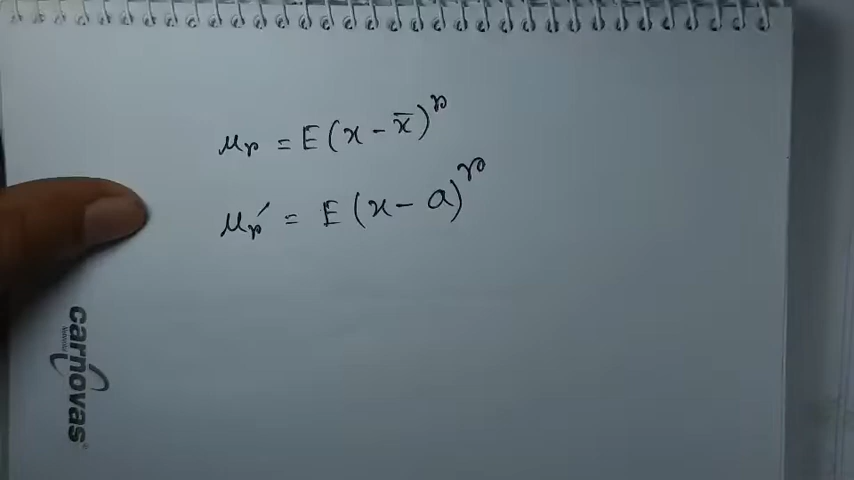 μᵣ = E(x - x̄)ʳ
μᵣ′ = E(x - a)ʳ
carnovas